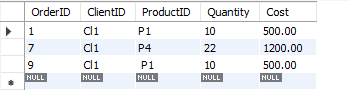 OrderID ClientID ProductID Quantity Cost
1 Cl1 P1 10 500.00
7 Cl1 P4 22 1200.00
9 Cl1 P1 10 500.00
NULL NULL NULL NULL NULL